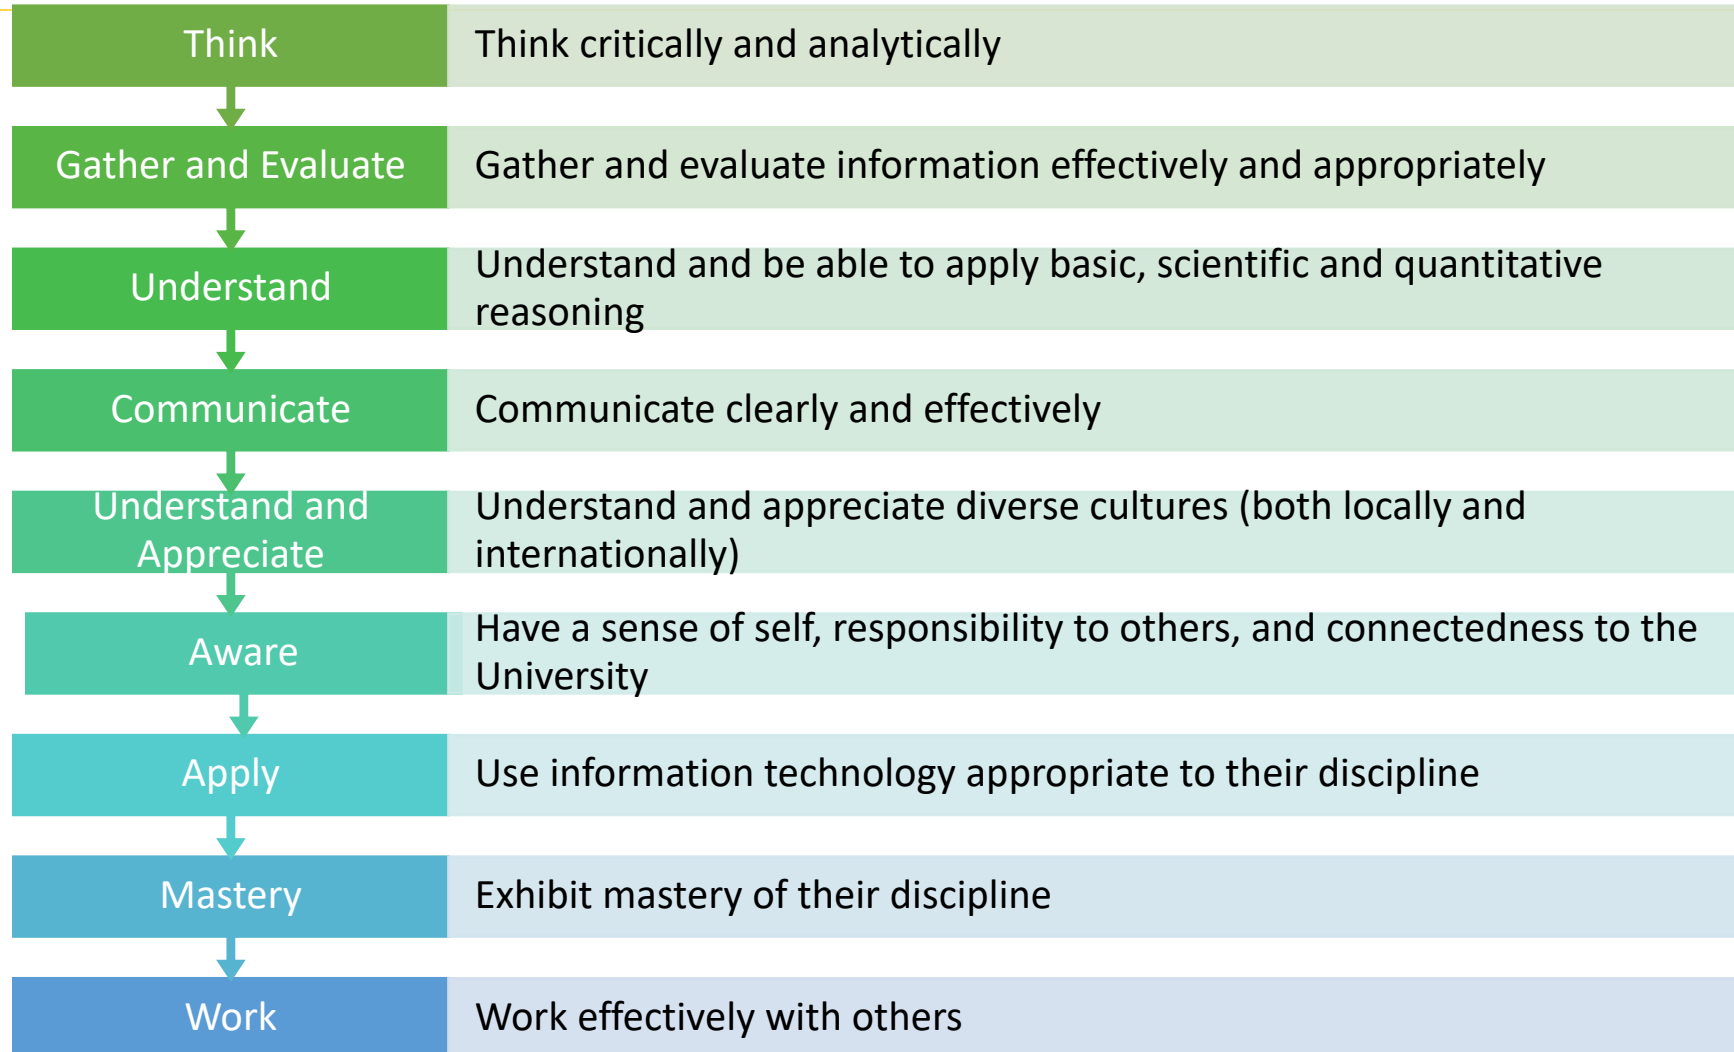 Think
Think critically and analytically
Gather and Evaluate
Gather and evaluate information effectively and appropriately
Understand
Understand and be able to apply basic, scientific and quantitative
reasoning
Communicate
Communicate clearly and effectively
Understand and
Appreciate
Understand and appreciate diverse cultures (both locally and
internationally)
Aware
Have a sense of self, responsibility to others, and connectedness to the
University
Apply
Use information technology appropriate to their discipline
Mastery
Exhibit mastery of their discipline
Work
Work effectively with others